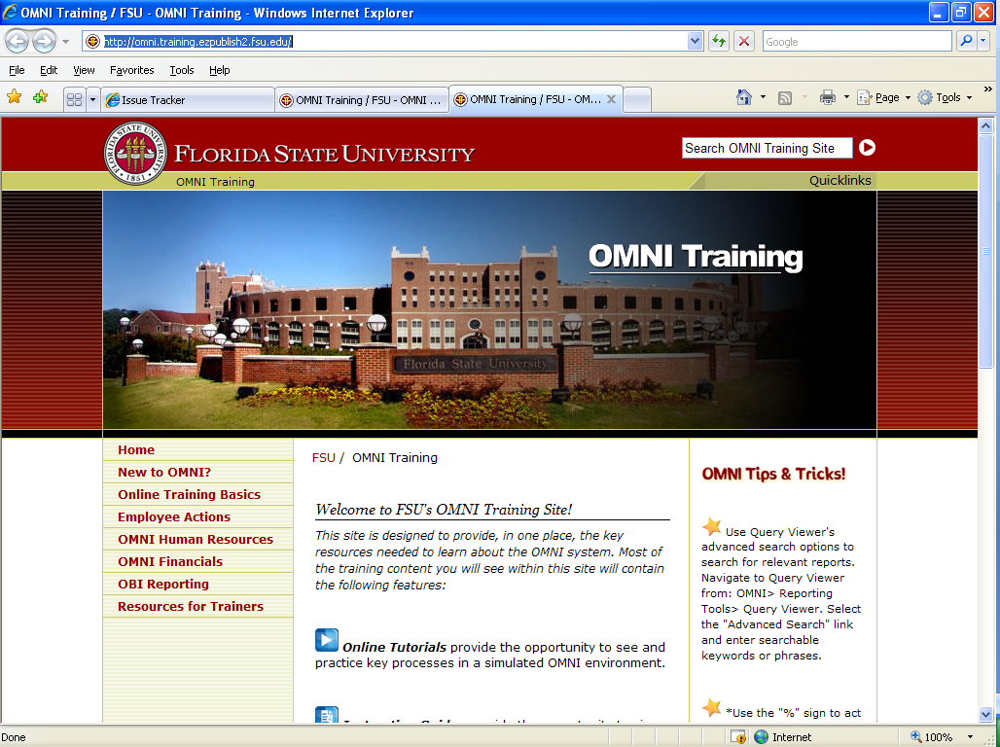 OMNI Training / FSU - OMNI Training - Windows Internet Explorer
http://omni.training.ezpublish2.fsu.edu/
Google
File Edit View Favorites Tools Help
Issue Tracker
OMNI Training / FSU - OMNI ...
OMNI Training / FSU - OM...
Page
Tools
FLORIDA STATE UNIVERSITY
1851
FLORIDA STATE UNIVERSITY
Search OMNI Training Site
OMNI Training
Quicklinks
OMNI Training
Florida State University
Home
New to OMNI?
Online Training Basics
Employee Actions
OMNI Human Resources
OMNI Financials
OBI Reporting
Resources for Trainers
FSU / OMNI Training
Welcome to FSU's OMNI Training Site!
This site is designed to provide, in one place, the key
resources needed to learn about the OMNI system. Most of
the training content you will see within this site will contain
the following features:
Online Tutorials provide the opportunity to see and
practice key processes in a simulated OMNI environment.
OMNI Tips & Tricks!
Use Query Viewer's
advanced search options to
search for relevant reports.
Navigate to Query Viewer
from: OMNI> Reporting
Tools> Query Viewer. Select
the "Advanced Search" link
and enter searchable
keywords or phrases.
*Use the "%" sign to act
Done
Internet
100%